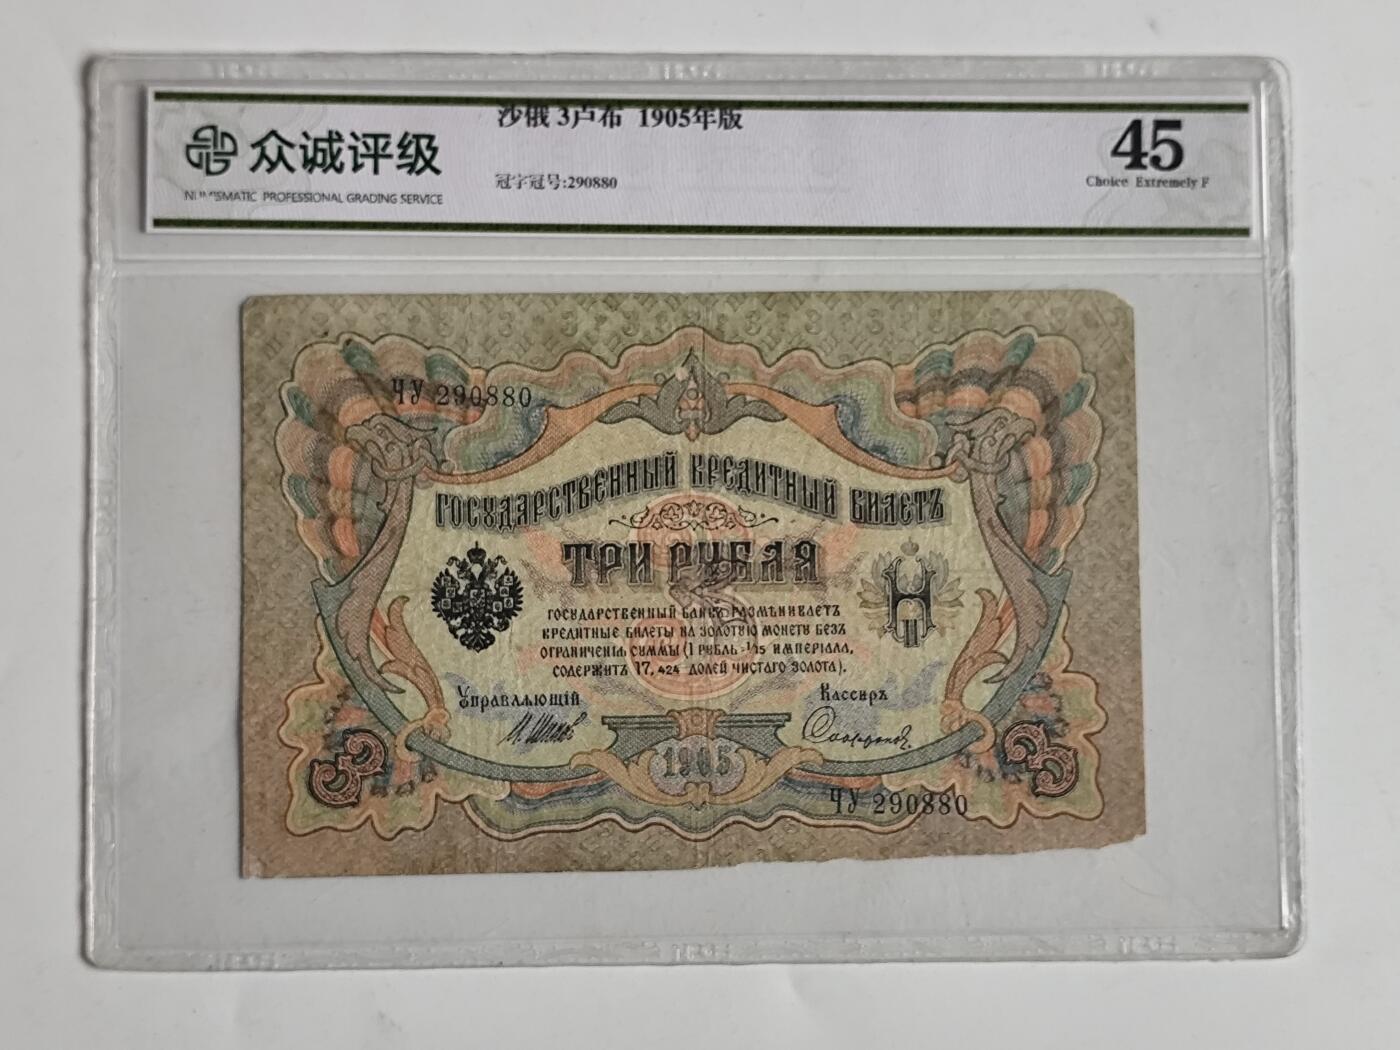 众诚评级
NUMISMATIC PROFESSIONAL GRADING SERVICE
沙俄 3卢布 1905年版
冠字冠号:290880
45
Choice Extremely F
ЧУ 290880
ГОСУДАРСТВЕННЫЙ КРЕДИТНЫЙ БИЛЕТЪ
ТРИ РУБЛЯ
ГОСУДАРСТВЕННЫЙ БАНКЪ РАЗМѢНИВАЕТЪ
КРЕДИТНЫЕ БИЛЕТЫ НА ЗОЛОТУЮ МОНЕТУ БЕЗЪ
ОГРАНИЧЕНІЯ СУММЫ (1 РУБЛЬ = 1/15 ИМПЕРІАЛА,
СОДЕРЖИТЪ 17,424 ДОЛЕЙ ЧИСТАГО ЗОЛОТА).
Управляющій
Кассиръ
И. Шипов
1905
3
3
ЧУ 290880